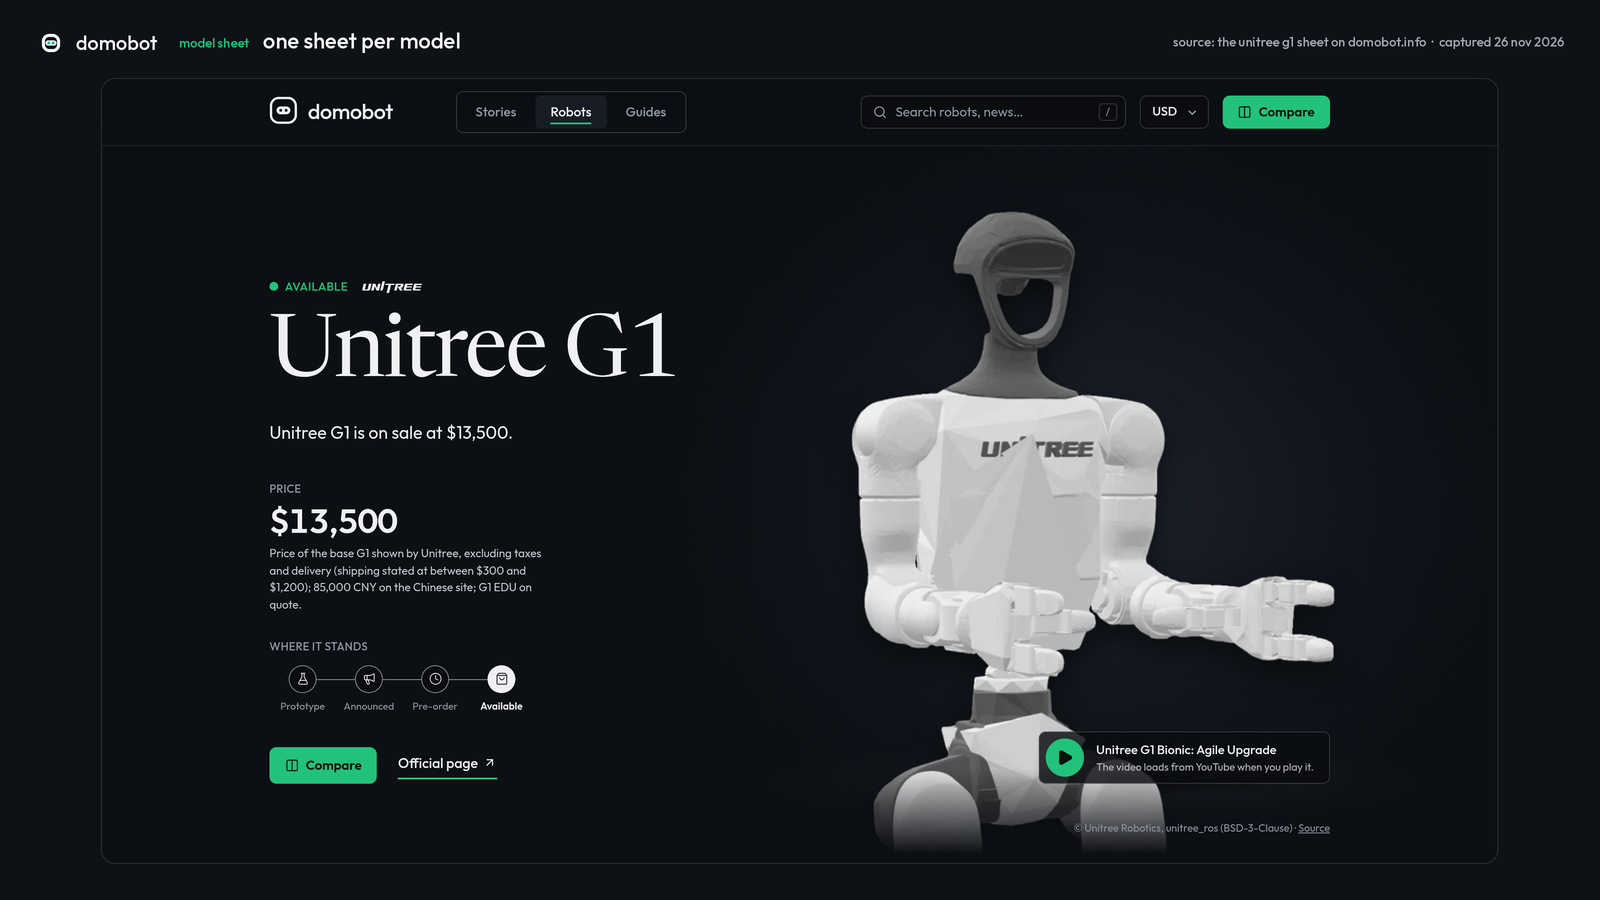 domobot model sheet one sheet per model
source: the unitree g1 sheet on domobot.info · captured 26 nov 2026
domobot
Stories
Robots
Guides
Search robots, news...
/
USD
Compare
AVAILABLE UNITREE
Unitree G1
Unitree G1 is on sale at $13,500.
PRICE
$13,500
Price of the base G1 shown by Unitree, excluding taxes
and delivery (shipping stated at between $300 and
$1,200); 85,000 CNY on the Chinese site; G1 EDU on
quote.
WHERE IT STANDS
Prototype
Announced
Pre-order
Available
Compare
Official page
UNITREE
Unitree G1 Bionic: Agile Upgrade
The video loads from YouTube when you play it.
© Unitree Robotics, unitree_ros (BSD-3-Clause) · Source